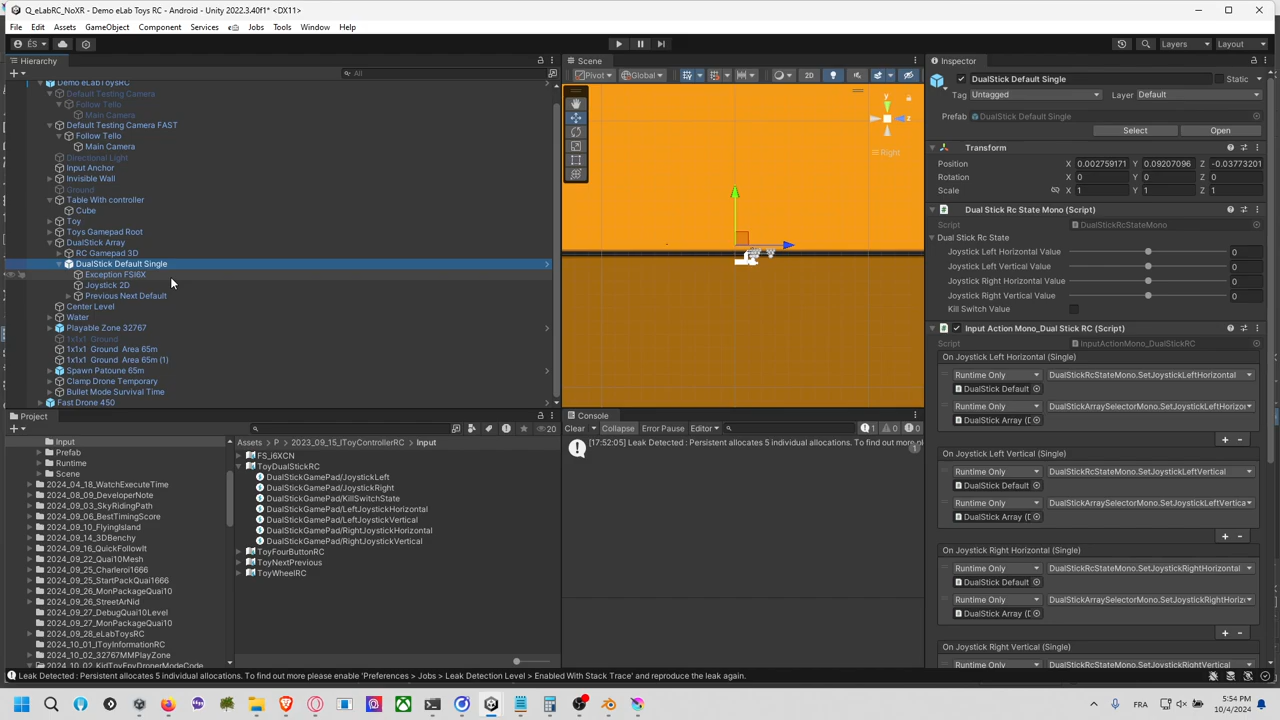 Q_eLabRC_NoXR - Demo eLab Toys RC - Android - Unity 2022.3.40f1* <DX11>
File Edit Assets GameObject Component Services Jobs Tools Window Help
ÉS
Layers Layout
Hierarchy
All
Demo eLabToysRC
Default Testing Camera
Follow Tello
Main Camera
Default Testing Camera FAST
Follow Tello
Main Camera
Directional Light
Input Anchor
Invisible Wall
Ground
Table With controller
Cube
Toy
Toys Gamepad Root
DualStick Array
RC Gamepad 3D
DualStick Default Single
Exception FSI6X
Joystick 2D
Previous Next Default
Center Level
Water
Playable Zone 32767
1x1x1 Ground
1x1x1 Ground Area 65m
1x1x1 Ground Area 65m (1)
Spawn Patoune 65m
Clamp Drone Temporary
Bullet Mode Survival Time
Fast Drone 450
Scene
Pivot Global 2D
y
z
Right
Project
20
Input
Prefab
Runtime
Scene
2024_04_18_WatchExecuteTime
2024_08_09_DeveloperNote
2024_09_03_SkyRidingPath
2024_09_06_BestTimingScore
2024_09_10_FlyingIsland
2024_09_14_3DBenchy
2024_09_16_QuickFollowIt
2024_09_22_Quai10Mesh
2024_09_23_Charleroi1666
2024_09_25_StartPackQuai1666
2024_09_26_MonPackageQuai10
2024_09_26_StreetArNid
2024_09_27_DebugQuai10Level
2024_09_27_MonPackageQuai10
2024_09_28_eLabToysRC
2024_10_01_IToyInformationRC
2024_10_02_32767MMPlayZone
2024_10_02_KidToyFpvDronerModeCode
Assets P 2023_09_15_IToyControllerRC Input
FS_i6XCN
ToyDualStickRC
DualStickGamePad/JoystickLeft
DualStickGamePad/JoystickRight
DualStickGamePad/KillSwitchState
DualStickGamePad/LeftJoystickHorizontal
DualStickGamePad/LeftJoystickVertical
DualStickGamePad/RightJoystickHorizontal
DualStickGamePad/RightJoystickVertical
ToyFourButtonRC
ToyNextPrevious
ToyWheelRC
Console
Clear Collapse Error Pause Editor
1 0 0
[17:52:05] Leak Detected : Persistent allocates 5 individual allocations. To find out more pl
1
Inspector
DualStick Default Single Static
Tag Untagged Layer Default
Prefab DualStick Default Single
Select Open
Transform
Position X 0.002759171 Y 0.09207096 Z -0.03773201
Rotation X 0 Y 0 Z 0
Scale X 1 Y 1 Z 1
Dual Stick Rc State Mono (Script)
Script DualStickRcStateMono
Dual Stick Rc State
Joystick Left Horizontal Value 0
Joystick Left Vertical Value 0
Joystick Right Horizontal Value 0
Joystick Right Vertical Value 0
Kill Switch Value
Input Action Mono_Dual Stick RC (Script)
Script InputActionMono_DualStickRC
On Joystick Left Horizontal (Single)
Runtime Only DualStickRcStateMono.SetJoystickLeftHorizontal
DualStick Default
Runtime Only DualStickArraySelectorMono.SetJoystickLeftHorizo
DualStick Array (D
On Joystick Left Vertical (Single)
Runtime Only DualStickRcStateMono.SetJoystickLeftVertical
DualStick Default
Runtime Only DualStickArraySelectorMono.SetJoystickLeftVertica
DualStick Array (D
On Joystick Right Horizontal (Single)
Runtime Only DualStickRcStateMono.SetJoystickRightHorizontal
DualStick Default
Runtime Only DualStickArraySelectorMono.SetJoystickRightHorizo
DualStick Array (D
On Joystick Right Vertical (Single)
Runtime Only DualStickRcStateMono.SetJoystickRightVertical
Leak Detected : Persistent allocates 5 individual allocations. To find out more please enable 'Preferences > Jobs > Leak Detection Level > Enabled With Stack Trace' and reproduce the leak again.
FRA 5:54 PM 10/4/2024